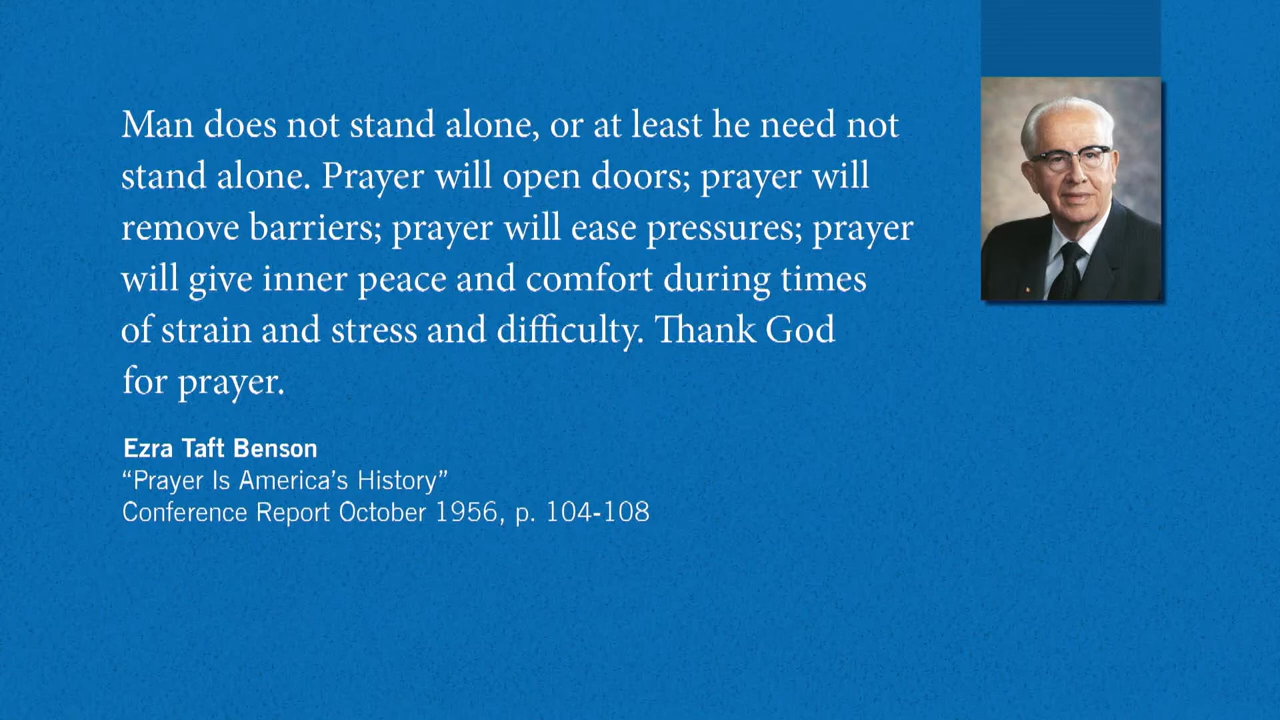 Man does not stand alone, or at least he need not
stand alone. Prayer will open doors; prayer will
remove barriers; prayer will ease pressures; prayer
will give inner peace and comfort during times
of strain and stress and difficulty. Thank God
for prayer.
Ezra Taft Benson
“Prayer Is America’s History”
Conference Report October 1956, p. 104-108